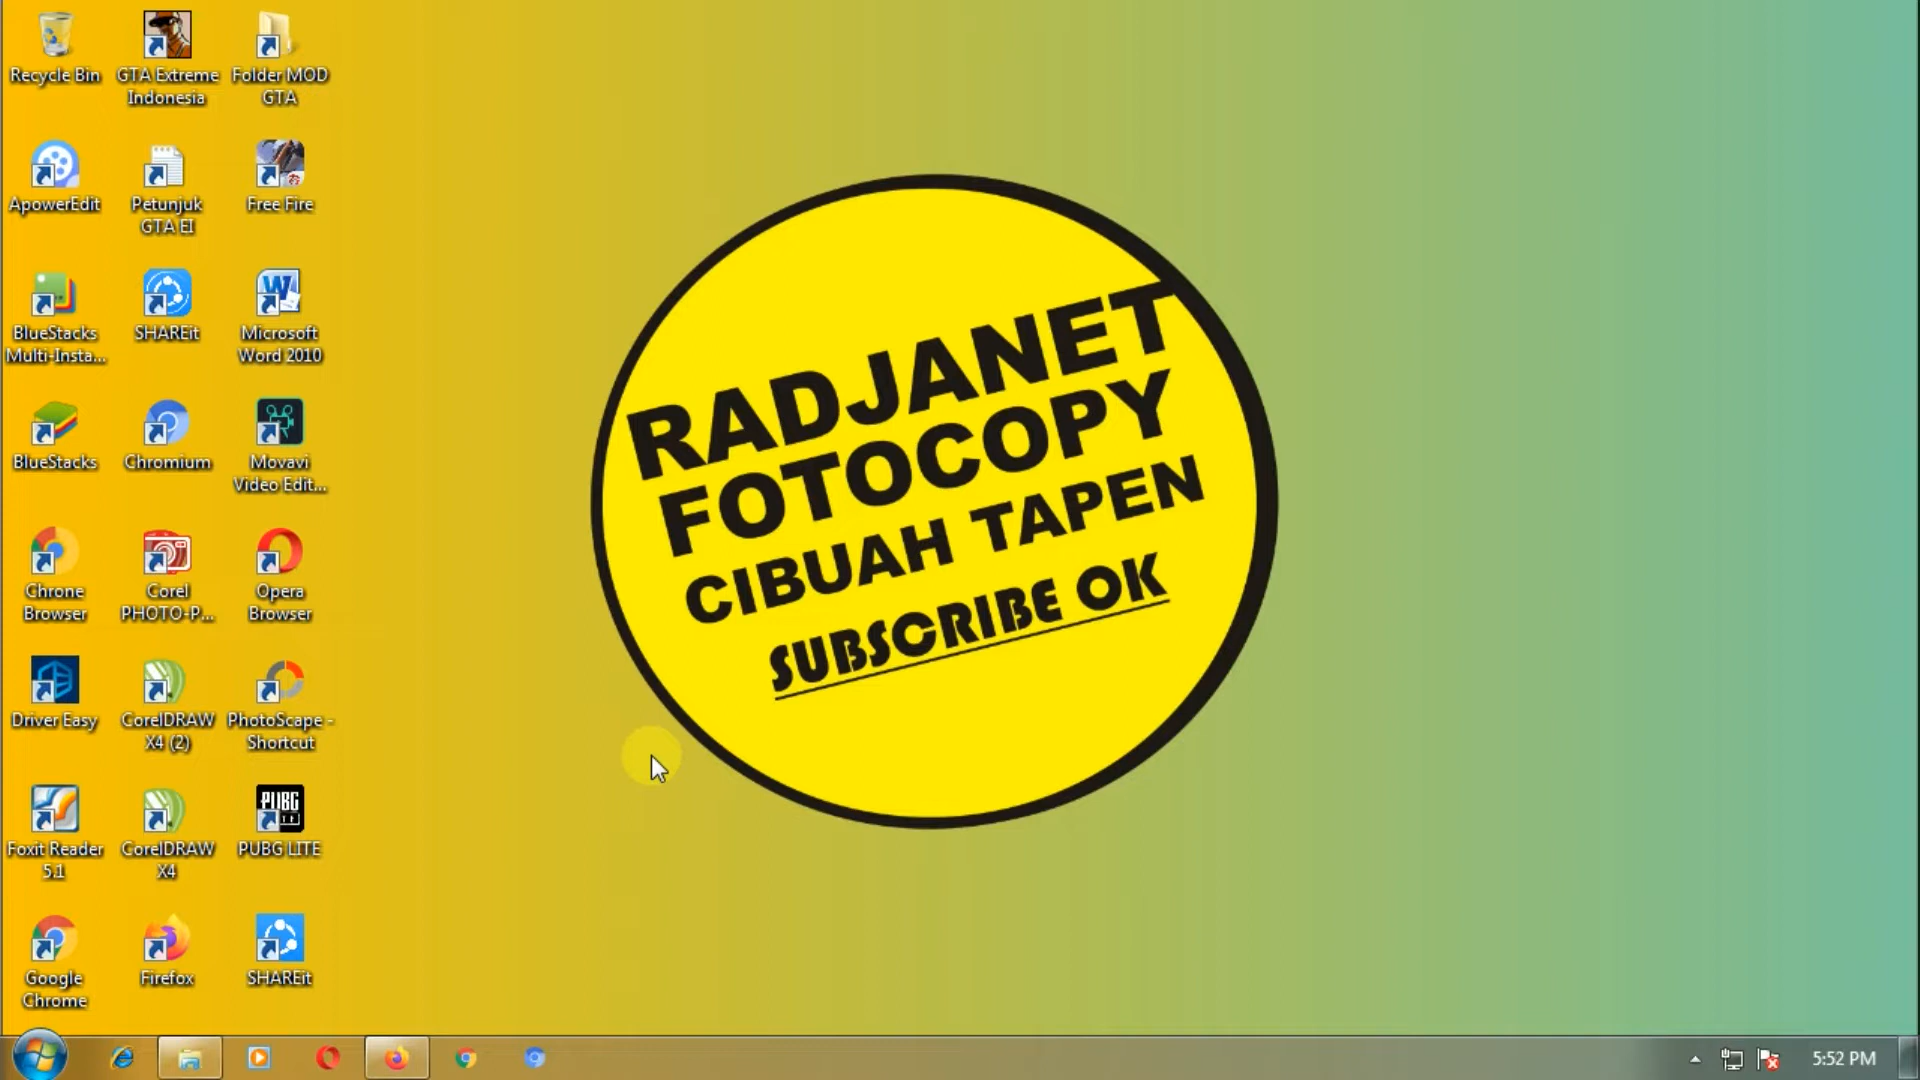 Recycle Bin
GTA Extreme
Indonesia
Folder MOD
GTA
ApowerEdit
Petunjuk
GTA EI
Free Fire
BlueStacks
Multi-Insta...
SHAREit
Microsoft
Word 2010
BlueStacks
Chromium
Movavi
Video Edit...
Chrone
Browser
Corel
PHOTO-P...
Opera
Browser
Driver Easy
CorelDRAW
X4 (2)
PhotoScape -
Shortcut
Foxit Reader
5.1
CorelDRAW
X4
PUBG
PUBG LITE
Google
Chrome
Firefox
SHAREit
RADJANET
FOTOCOPY
CIBUAH TAPEN
SUBSCRIBE OK
5:52 PM